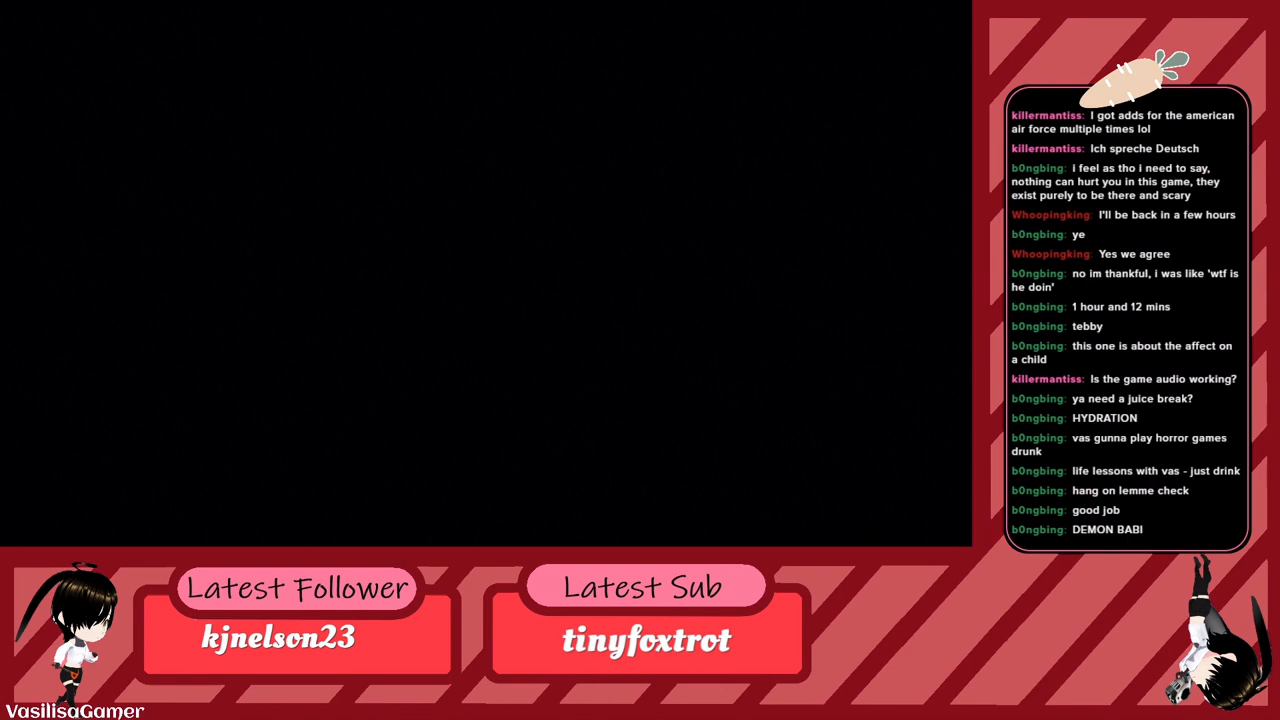 killermantiss: I got adds for the american
air force multiple times lol
killermantiss: Ich spreche Deutsch
b0ngbing: i feel as tho i need to say,
nothing can hurt you in this game, they
exist purely to be there and scary
Whoopingking: I'll be back in a few hours
b0ngbing: ye
Whoopingking: Yes we agree
b0ngbing: no im thankful, i was like 'wtf is
he doin'
b0ngbing: 1 hour and 12 mins
b0ngbing: tebby
b0ngbing: this one is about the affect on
a child
killermantiss: Is the game audio working?
b0ngbing: ya need a juice break?
b0ngbing: HYDRATION
b0ngbing: vas gunna play horror games
drunk
b0ngbing: life lessons with vas - just drink
b0ngbing: hang on lemme check
b0ngbing: good job
b0ngbing: DEMON BABI
Latest Follower
kjnelson23
Latest Sub
tinyfoxtrot
VasilisaGamer